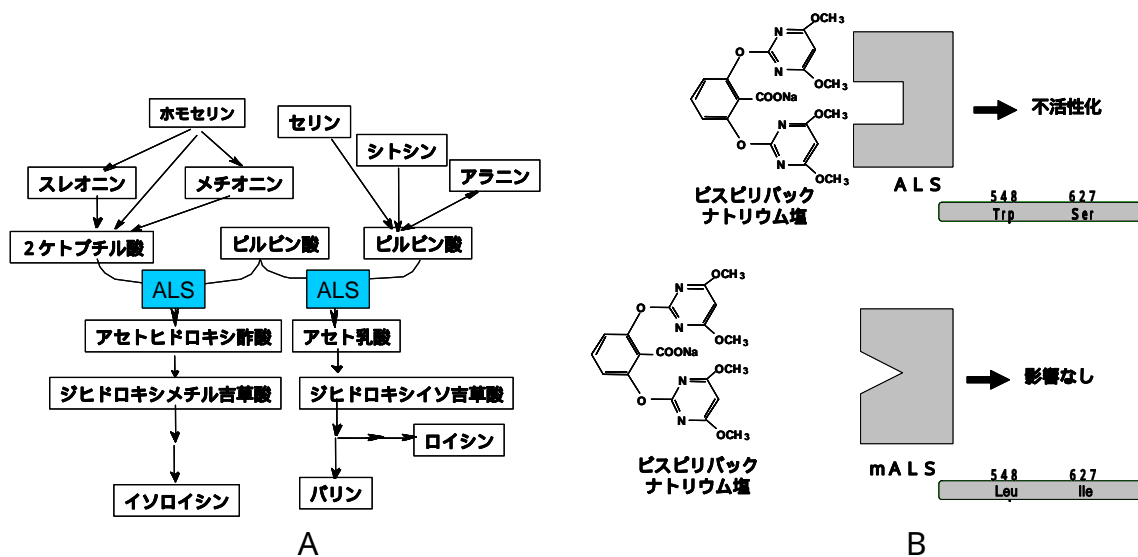 ホモセリン
セリン
シトシン
アラニン
スレオニン
メチオニン
2ケトブチル酸
ピルビン酸
ピルビン酸
ALS
ALS
アセトヒドロキシ酢酸
アセト乳酸
ジヒドロキシメチル吉草酸
ジヒドロキシイソ吉草酸
ロイシン
イソロイシン
バリン
A
OCH3
N
O
N
OCH3
COONa
OCH3
N
O
N
OCH3
ビスピリバック
ナトリウム塩
ALS
不活性化
548 627
Trp Ser
OCH3
N
O
N
OCH3
COONa
OCH3
N
O
N
OCH3
ビスピリバック
ナトリウム塩
mALS
影響なし
548 627
Leu Ile
B